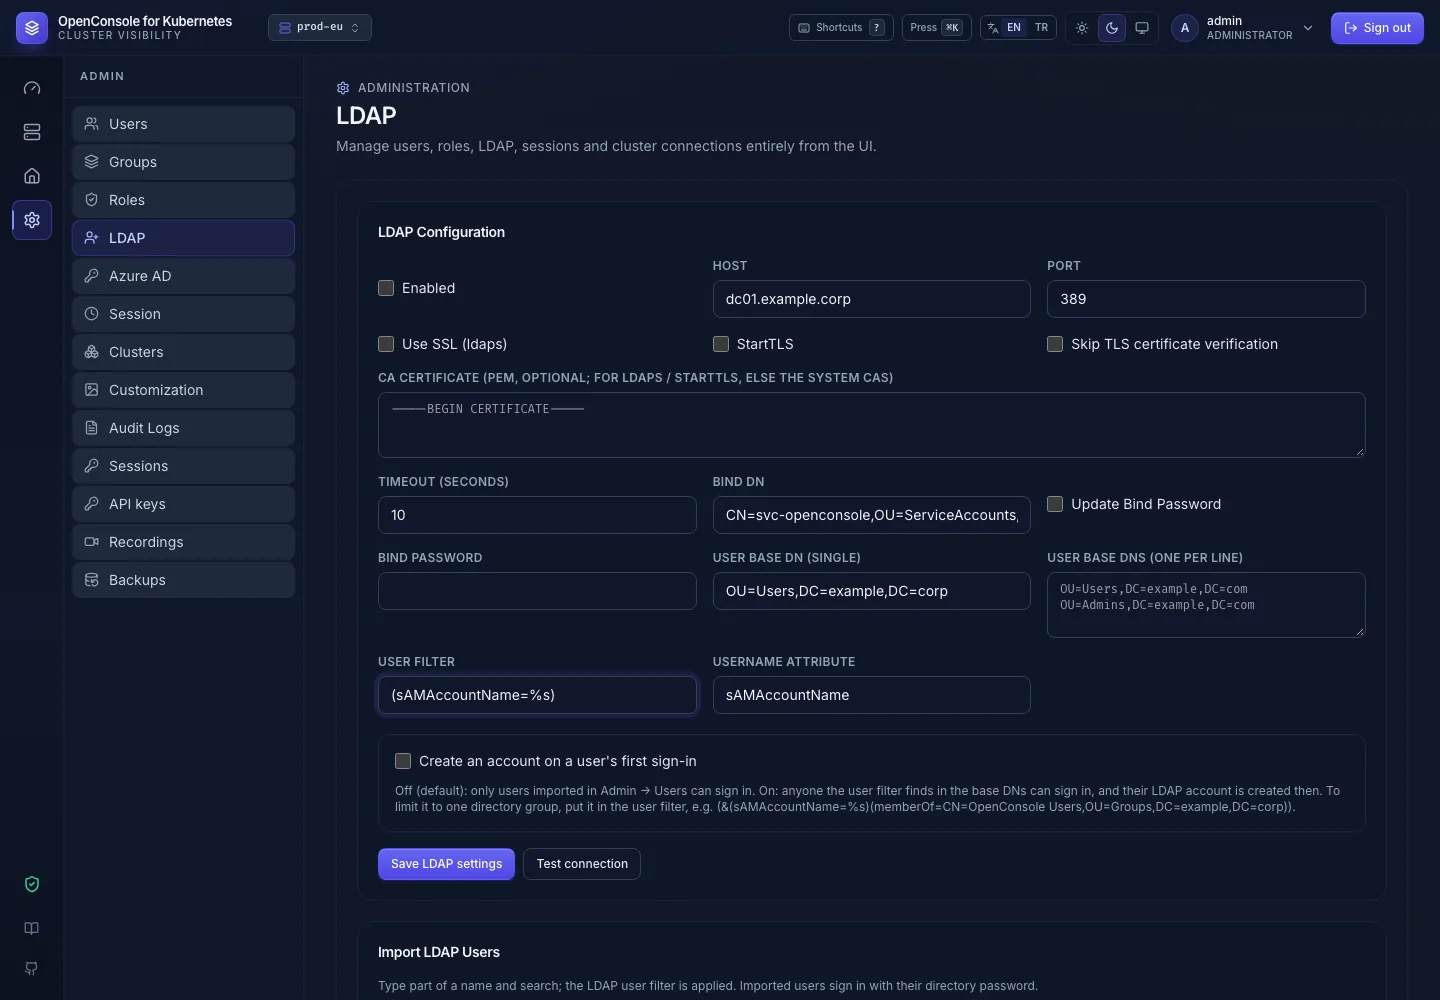 OpenConsole for Kubernetes
CLUSTER VISIBILITY
prod-eu
Shortcuts ?
Press ⌘K
EN TR
A
admin
ADMINISTRATOR
Sign out
ADMIN
Users
Groups
Roles
LDAP
Azure AD
Session
Clusters
Customization
Audit Logs
Sessions
API keys
Recordings
Backups
ADMINISTRATION
LDAP
Manage users, roles, LDAP, sessions and cluster connections entirely from the UI.
LDAP Configuration
Enabled
HOST
dc01.example.corp
PORT
389
Use SSL (ldaps)
StartTLS
Skip TLS certificate verification
CA CERTIFICATE (PEM, OPTIONAL; FOR LDAPS / STARTTLS, ELSE THE SYSTEM CAS)
-----BEGIN CERTIFICATE-----
TIMEOUT (SECONDS)
10
BIND DN
CN=svc-openconsole,OU=ServiceAccounts,
Update Bind Password
BIND PASSWORD
USER BASE DN (SINGLE)
OU=Users,DC=example,DC=corp
USER BASE DNS (ONE PER LINE)
OU=Users,DC=example,DC=com
OU=Admins,DC=example,DC=com
USER FILTER
(sAMAccountName=%s)
USERNAME ATTRIBUTE
sAMAccountName
Create an account on a user's first sign-in
Off (default): only users imported in Admin → Users can sign in. On: anyone the user filter finds in the base DNs can sign in, and their LDAP account is created then. To
limit it to one directory group, put it in the user filter, e.g. (&(sAMAccountName=%s)(memberOf=CN=OpenConsole Users,OU=Groups,DC=example,DC=corp)).
Save LDAP settings
Test connection
Import LDAP Users
Type part of a name and search; the LDAP user filter is applied. Imported users sign in with their directory password.